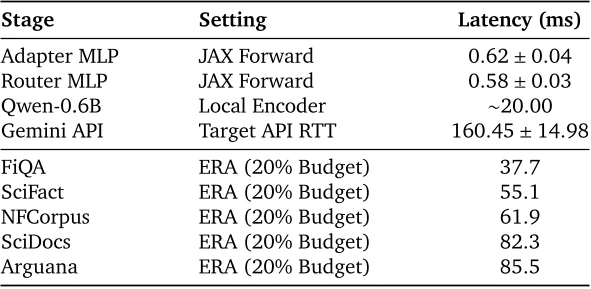 Stage Setting Latency (ms)
Adapter MLP JAX Forward 0.62 ± 0.04
Router MLP JAX Forward 0.58 ± 0.03
Qwen-0.6B Local Encoder ~20.00
Gemini API Target API RTT 160.45 ± 14.98
FiQA ERA (20% Budget) 37.7
SciFact ERA (20% Budget) 55.1
NFCorpus ERA (20% Budget) 61.9
SciDocs ERA (20% Budget) 82.3
Arguana ERA (20% Budget) 85.5